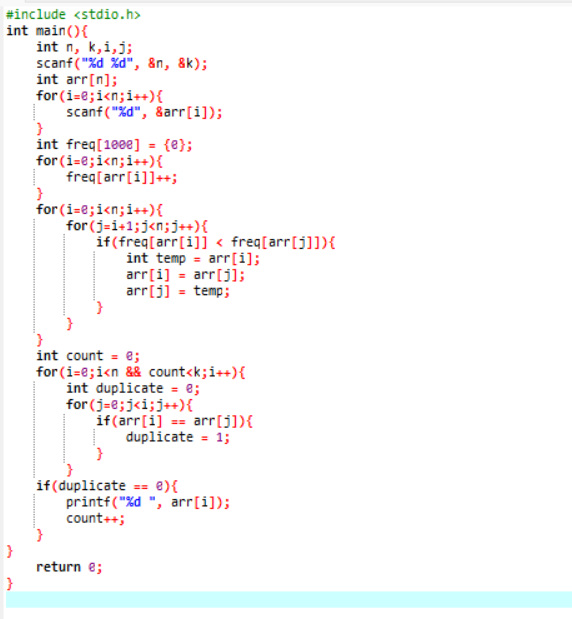 #include <stdio.h>
int main(){
    int n, k,i,j;
    scanf("%d %d", &n, &k);
    int arr[n];
    for(i=0;i<n;i++){
        scanf("%d", &arr[i]);
    }
    int freq[1000] = {0};
    for(i=0;i<n;i++){
        freq[arr[i]]++;
    }
    for(i=0;i<n;i++){
        for(j=i+1;j<n;j++){
            if(freq[arr[i]] < freq[arr[j]]){
                int temp = arr[i];
                arr[i] = arr[j];
                arr[j] = temp;
            }
        }
    }
    int count = 0;
    for(i=0;i<n && count<k;i++){
        int duplicate = 0;
        for(j=0;j<i;j++){
            if(arr[i] == arr[j]){
                duplicate = 1;
            }
        }
    if(duplicate == 0){
        printf("%d ", arr[i]);
        count++;
    }
}
    return 0;
}